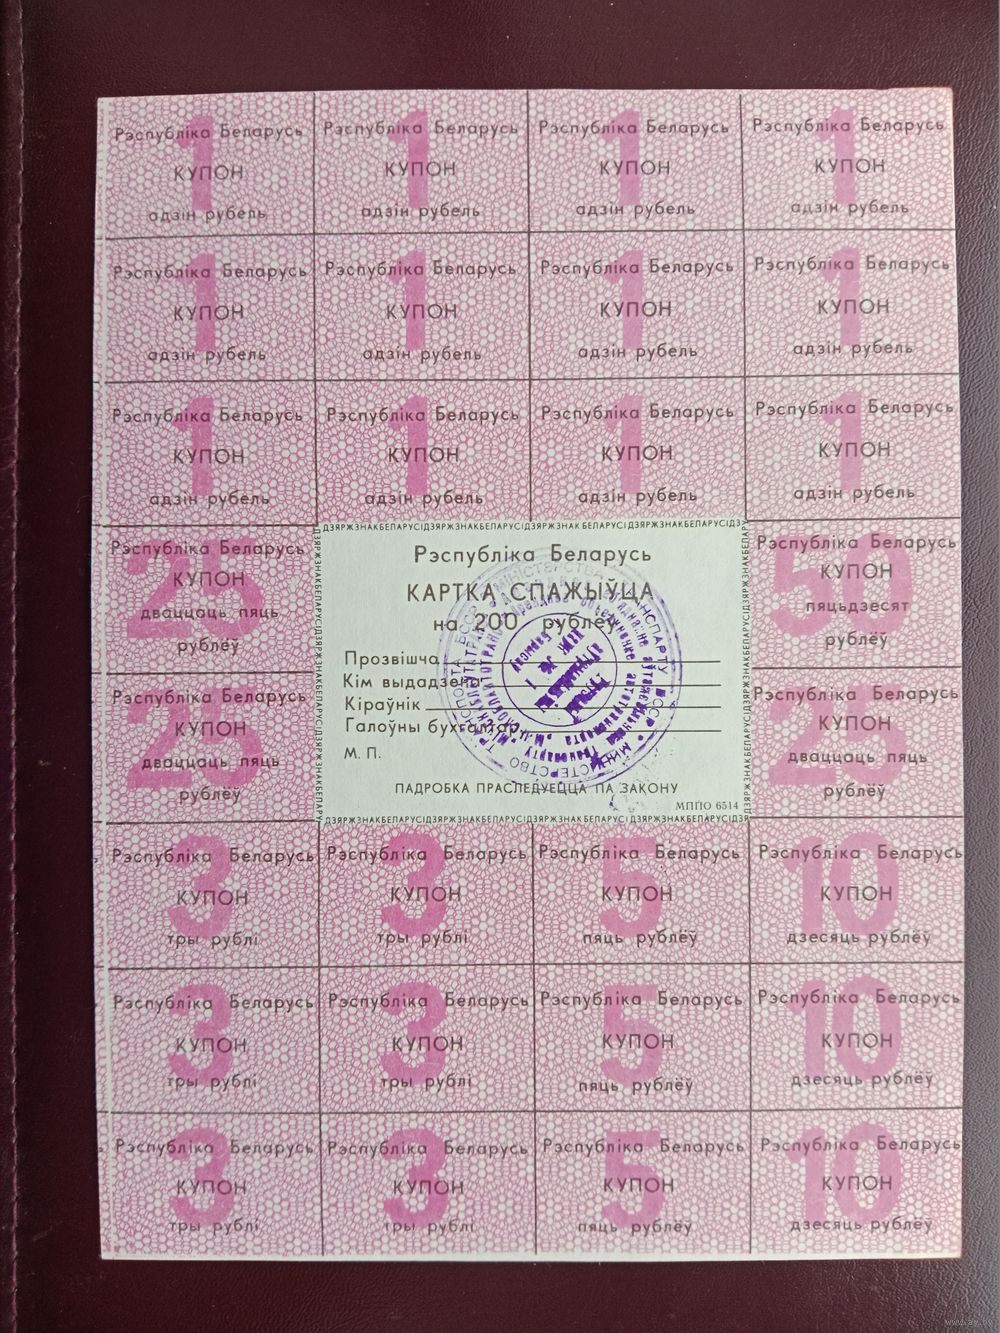 Рэспубліка Беларусь Рэспубліка Беларусь Рэспубліка Беларусь Рэспубліка Беларусь
1 КУПОН 1 КУПОН 1 КУПОН 1 КУПОН
адзін рубель адзін рубель адзін рубель адзін рубель
Рэспубліка Беларусь Рэспубліка Беларусь Рэспубліка Беларусь Рэспубліка Беларусь
1 КУПОН 1 КУПОН 1 КУПОН 1 КУПОН
адзін рубель адзін рубель адзін рубель адзін рубель
Рэспубліка Беларусь Рэспубліка Беларусь Рэспубліка Беларусь Рэспубліка Беларусь
1 КУПОН 1 КУПОН 1 КУПОН 1 КУПОН
адзін рубель адзін рубель адзін рубель адзін рубель
Рэспубліка Беларусь
25 КУПОН
дваццаць пяць
рублёў
Рэспубліка Беларусь
25 КУПОН
дваццаць пяць
рублёў
ДЗЯРЖЗНАКБЕЛАРУСІДЗЯРЖЗНАКБЕЛАРУСІДЗЯРЖЗНАКБЕЛАРУСІДЗЯРЖЗНАКБЕЛАРУСІДЗЯ
Рэспубліка Беларусь
КАРТКА СПАЖЫЎЦА
на 200 рублеў
Прозвішча
Кім выдадзена
Кіраўнік
Галоўны бухгалтар
М. П.
ПАДРОБКА ПРАСЛЕДУЕЦЦА ПА ЗАКОНУ
МППО 6514
ДЗЯРЖЗНАКБЕЛАРУСІДЗЯРЖЗНАКБЕЛАРУСІДЗЯРЖЗНАКБЕЛАРУСІДЗЯРЖЗНАКБЕЛАРУСІДЗЯ
Рэспубліка Беларусь
50 КУПОН
пяцьдзесят
рублёў
Рэспубліка Беларусь
25 КУПОН
дваццаць пяць
рублёў
Рэспубліка Беларусь Рэспубліка Беларусь Рэспубліка Беларусь Рэспубліка Беларусь
3 КУПОН 3 КУПОН 5 КУПОН 10 КУПОН
тры рублі тры рублі пяць рублёў дзесяць рублёў
Рэспубліка Беларусь Рэспубліка Беларусь Рэспубліка Беларусь Рэспубліка Беларусь
3 КУПОН 3 КУПОН 5 КУПОН 10 КУПОН
тры рублі тры рублі пяць рублёў дзесяць рублёў
Рэспубліка Беларусь Рэспубліка Беларусь Рэспубліка Беларусь Рэспубліка Беларусь
3 КУПОН 3 КУПОН 5 КУПОН 10 КУПОН
тры рублі тры рублі пяць рублёў дзесяць рублёў